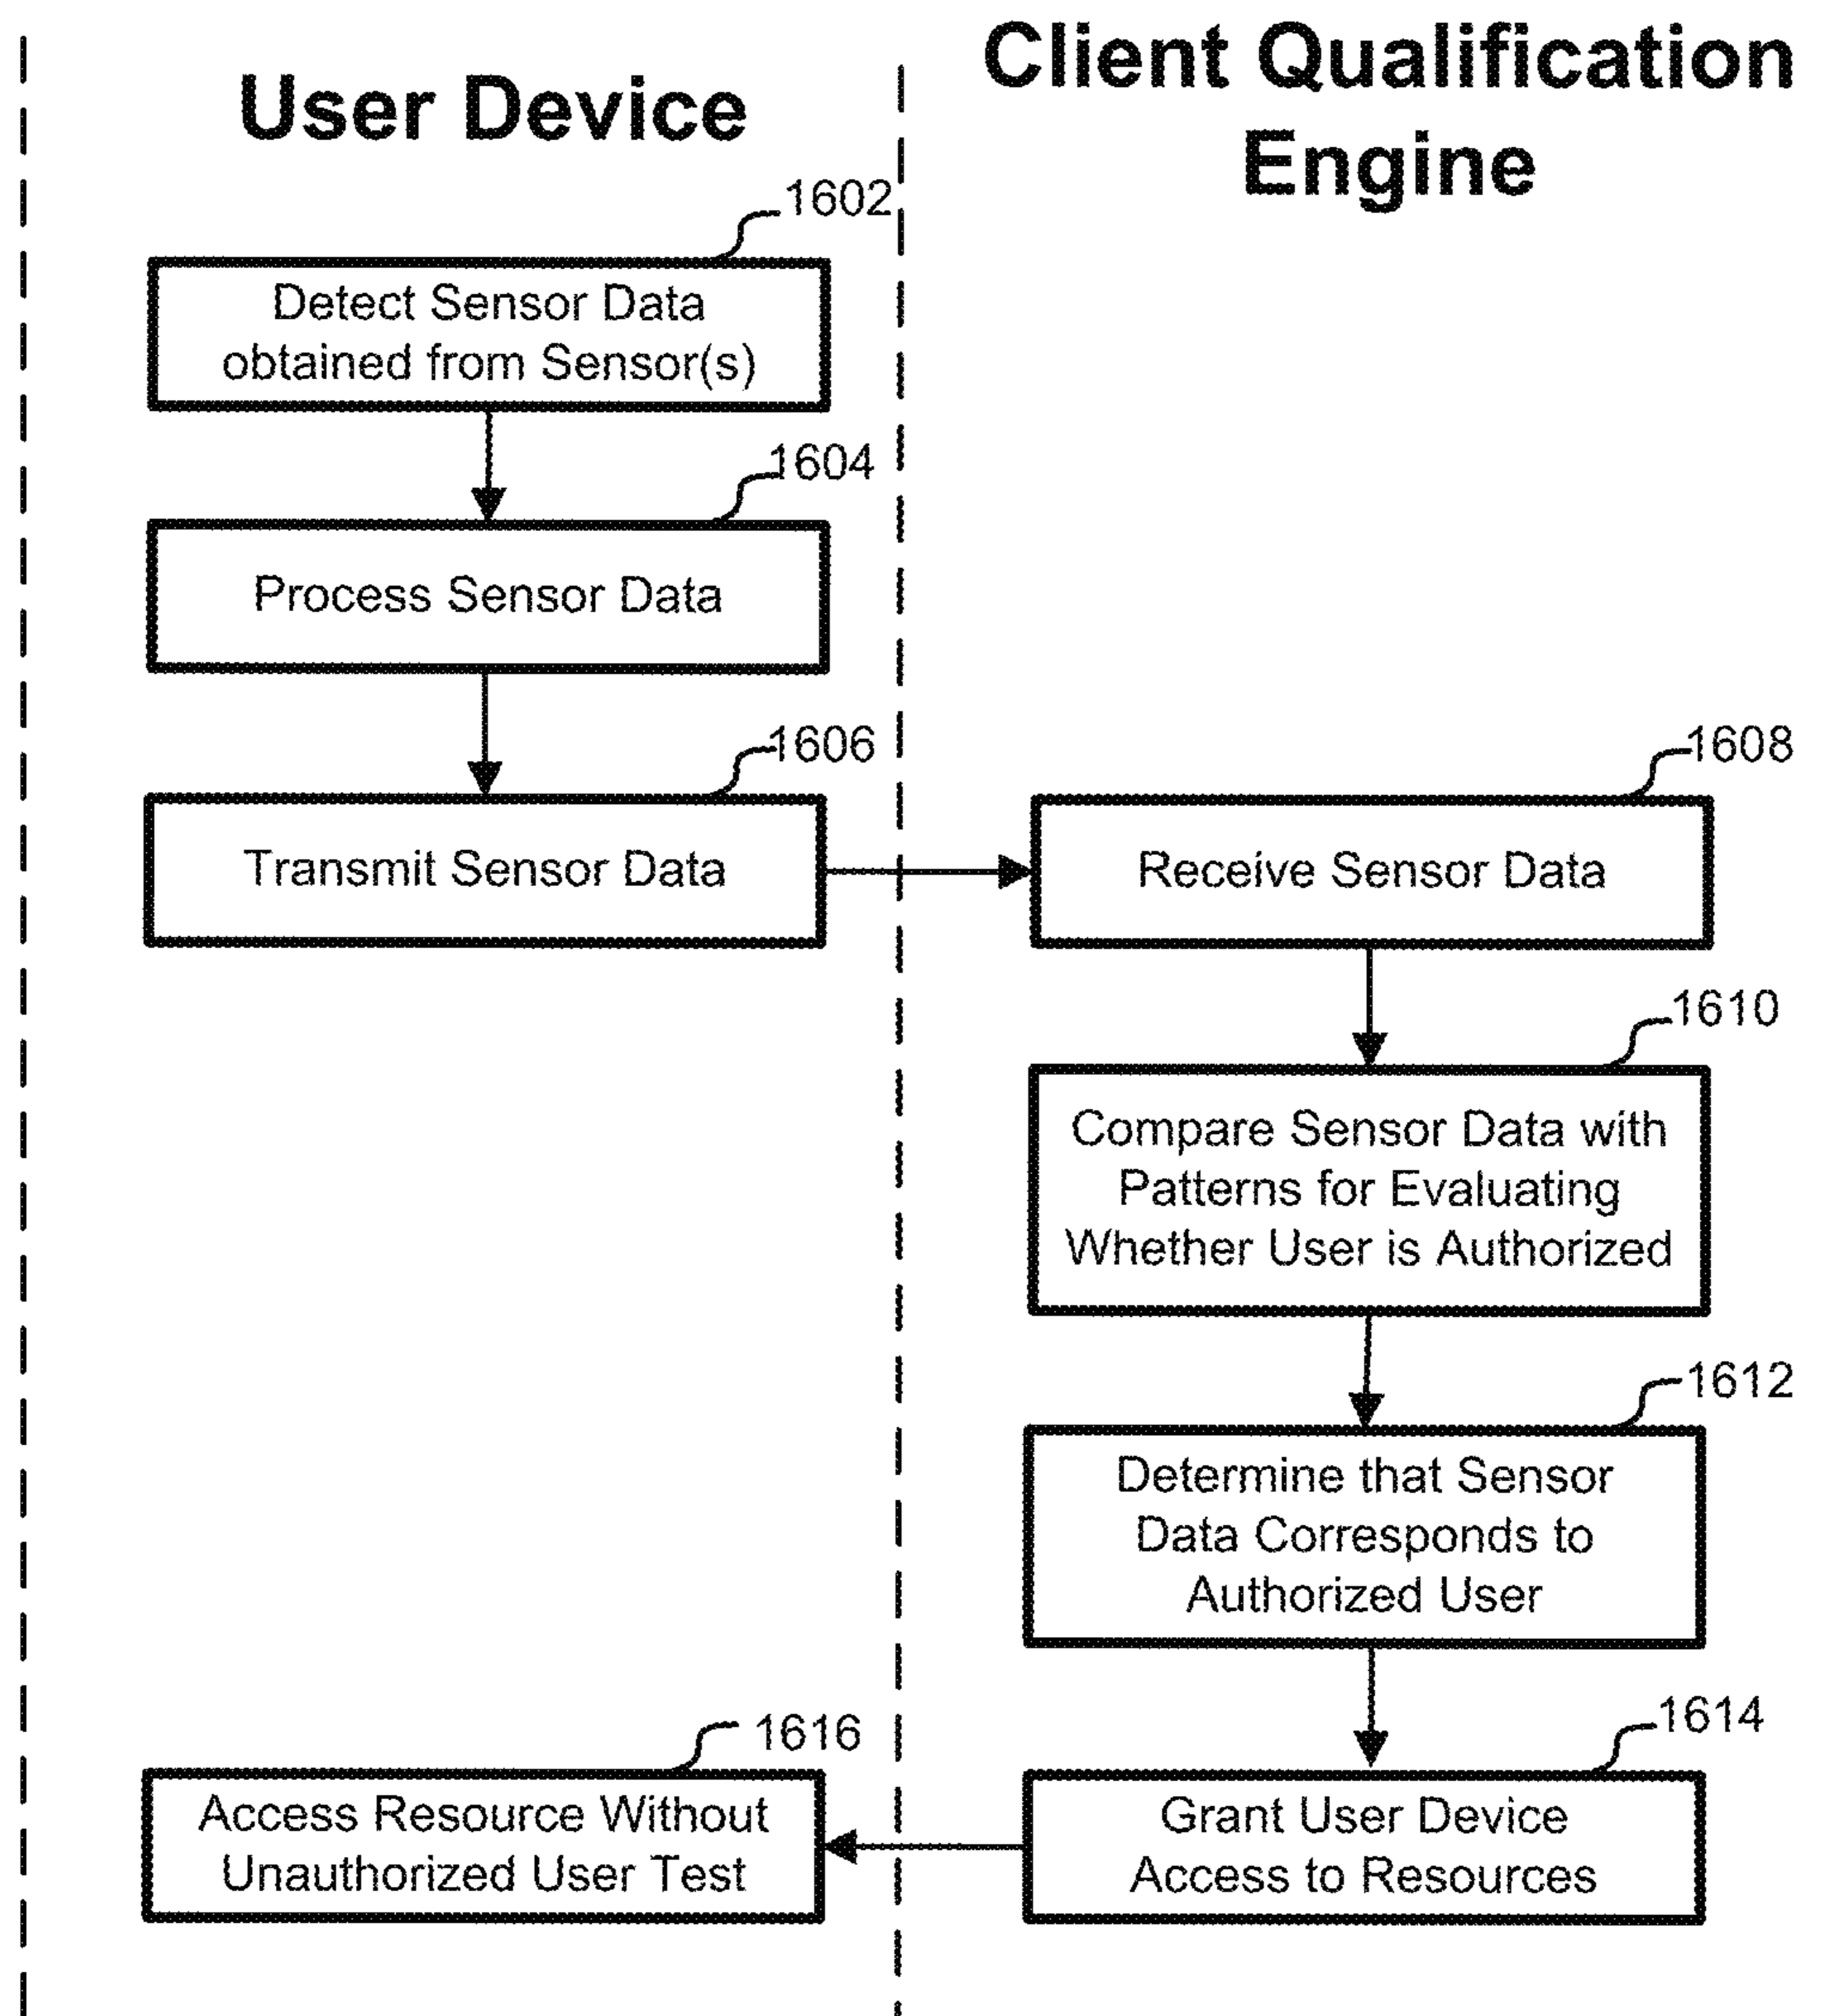 User Device
Client Qualification
Engine
1602
Detect Sensor Data
obtained from Sensor(s)
1604
Process Sensor Data
1606
Transmit Sensor Data
1608
Receive Sensor Data
1610
Compare Sensor Data with
Patterns for Evaluating
Whether User is Authorized
1612
Determine that Sensor
Data Corresponds to
Authorized User
1614
Grant User Device
Access to Resources
1616
Access Resource Without
Unauthorized User Test